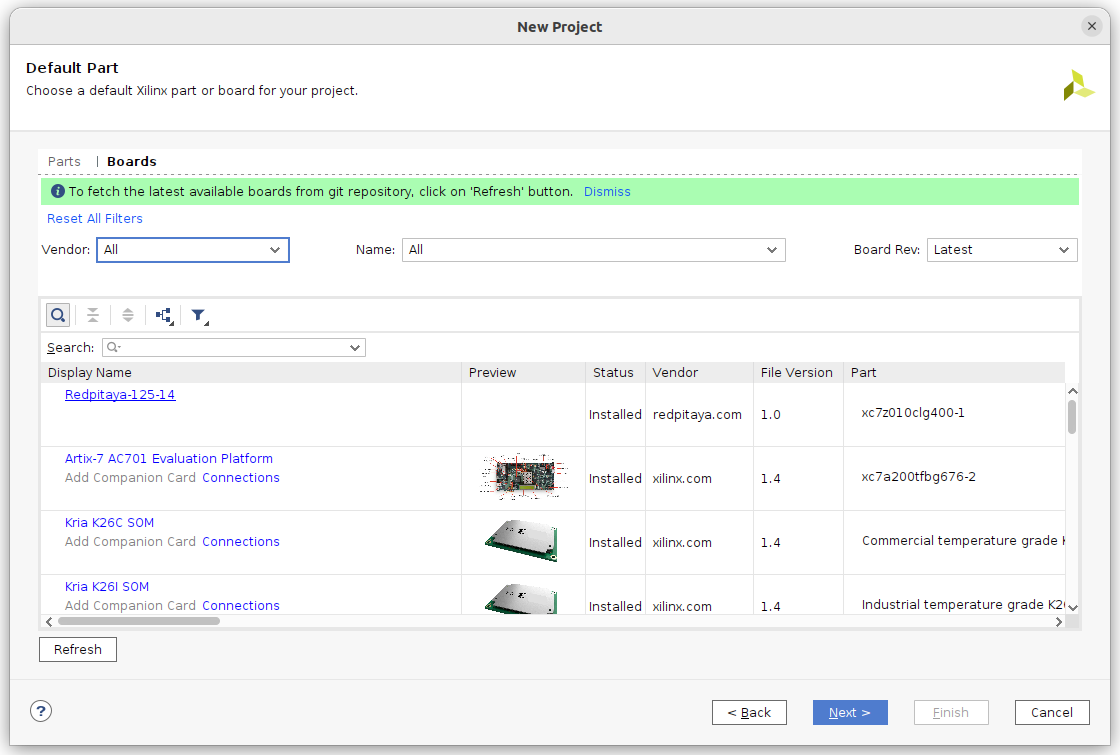 New Project
Default Part
Choose a default Xilinx part or board for your project.
Parts | Boards
To fetch the latest available boards from git repository, click on 'Refresh' button. Dismiss
Reset All Filters
Vendor: All Name: All Board Rev: Latest
Search:
Display Name Preview Status Vendor File Version Part
Redpitaya-125-14
Installed redpitaya.com 1.0 xc7z010clg400-1
Artix-7 AC701 Evaluation Platform
Add Companion Card Connections
Installed xilinx.com 1.4 xc7a200tfbg676-2
Kria K26C SOM
Add Companion Card Connections
Installed xilinx.com 1.4 Commercial temperature grade
Kria K26I SOM
Add Companion Card Connections
Installed xilinx.com 1.4 Industrial temperature grade K26
Refresh
? < Back Next > Finish Cancel